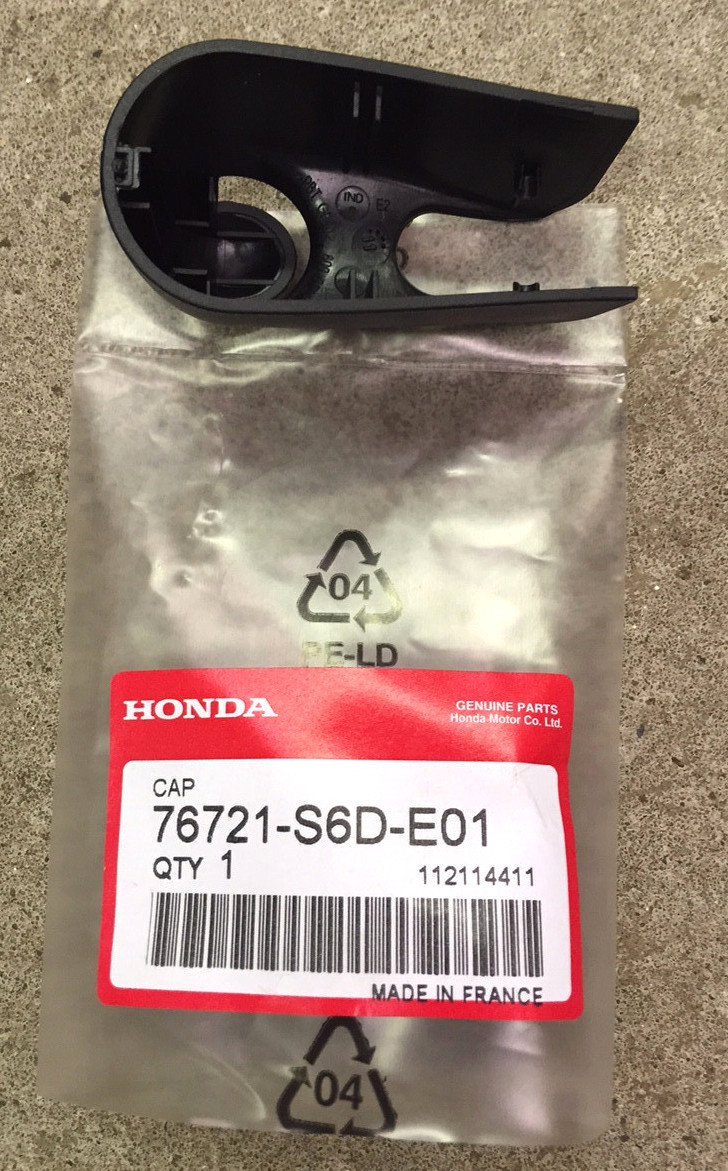 IND
E2
04
PE-LD
HONDA
GENUINE PARTS
Honda Motor Co. Ltd.
CAP
76721-S6D-E01
QTY 1
112114411
MADE IN FRANCE
04